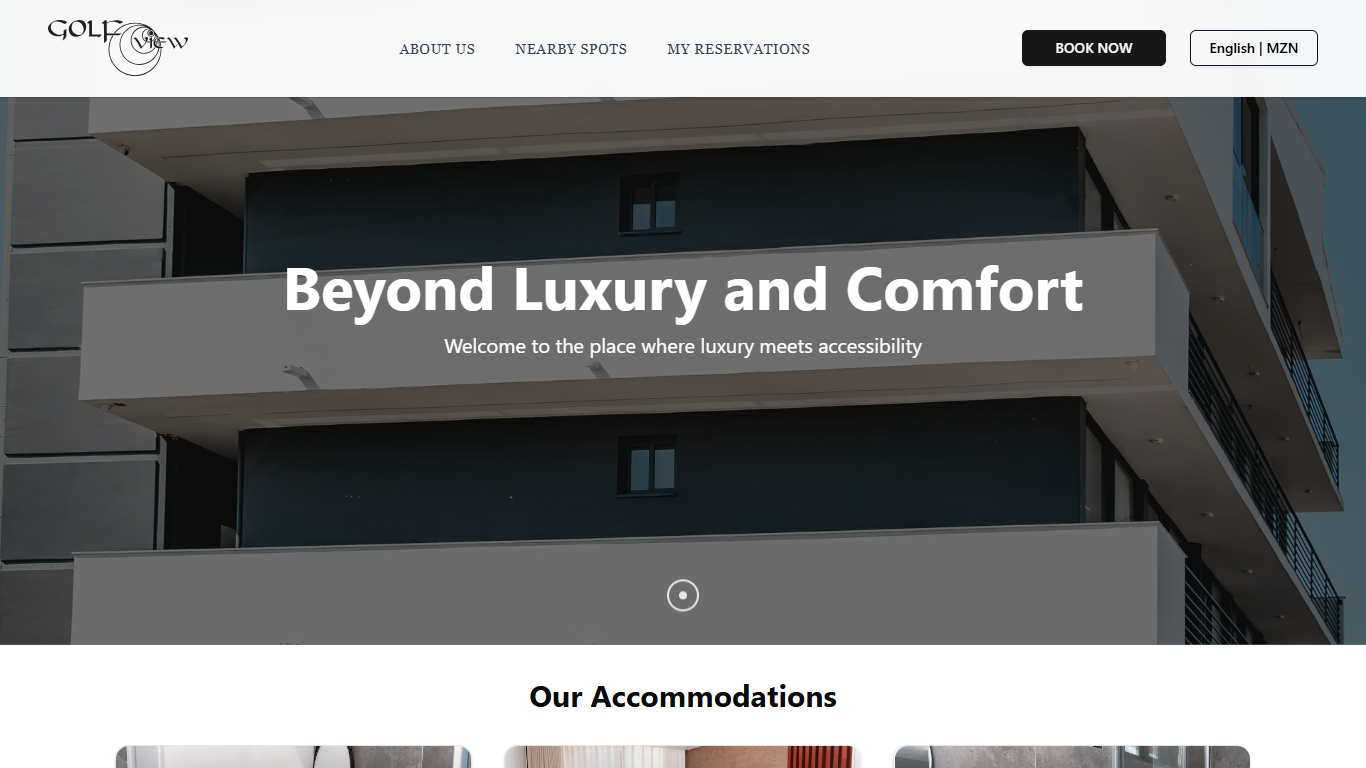 GOLF
VIEW
ABOUT US
NEARBY SPOTS
MY RESERVATIONS
BOOK NOW
English | MZN
Beyond Luxury and Comfort
Welcome to the place where luxury meets accessibility
Our Accommodations